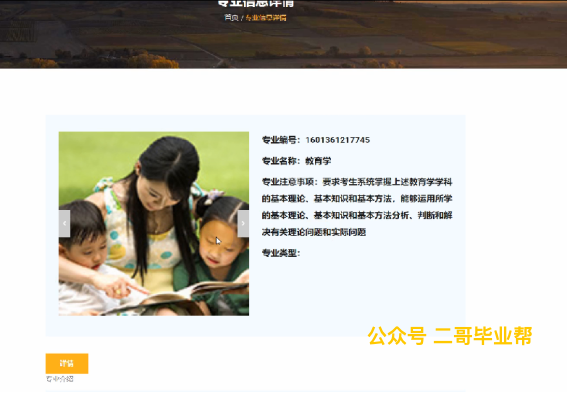 专业信息详情
首页 / 专业信息详情
专业编号：1601361217745
专业名称：教育学
专业注意事项：要求考生系统掌握上述教育学学科
的基本理论、基本知识和基本方法，能够运用所学
的基本理论、基本知识和基本方法分析、判断和解
决有关理论问题和实际问题
专业类型：
公众号 二哥毕业帮
详情
专业介绍